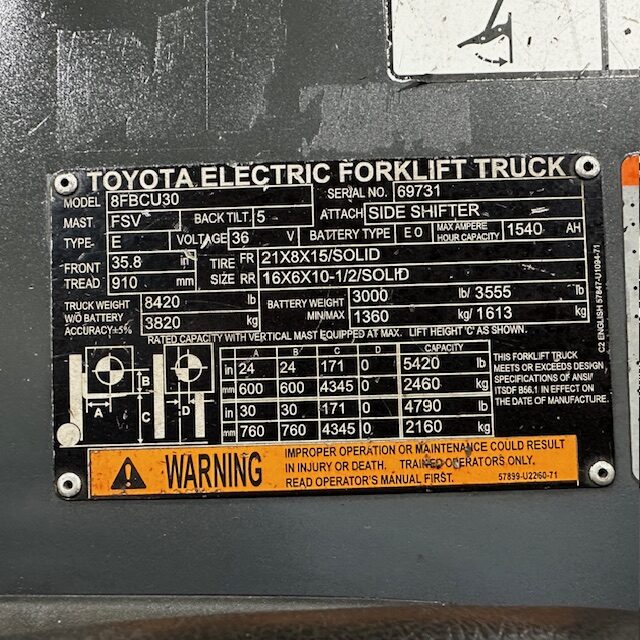 TOYOTA ELECTRIC FORKLIFT TRUCK
MODEL 8FBCU30 SERIAL NO. 69731
MAST FSV BACK TILT. 5 ATTACH SIDE SHIFTER
TYPE E VOLTAGE 36 V BATTERY TYPE E O MAX AMPERE HOUR CAPACITY 1540 AH
FRONT TREAD 35.8 in TIRE SIZE FR 21X8X15/SOLID
910 mm RR 16X6X10-1/2/SOLID
TRUCK WEIGHT W/O BATTERY ACCURACY±5% 8420 lb BATTERY WEIGHT MIN/MAX 3000 lb/ 3555 lb
3820 kg 1360 kg/ 1613 kg
RATED CAPACITY WITH VERTICAL MAST EQUIPPED AT MAX. LIFT HEIGHT 'C' AS SHOWN.
A B C D CAPACITY
in 24 24 171 0 5420 lb
mm 600 600 4345 0 2460 kg
in 30 30 171 0 4790 lb
mm 760 760 4345 0 2160 kg
A B C D
THIS FORKLIFT TRUCK
MEETS OR EXCEEDS DESIGN
SPECIFICATIONS OF ANSI/
ITSDF B56.1 IN EFFECT ON
THE DATE OF MANUFACTURE.
C2 ENGLISH 57847-U1094-71
WARNING
IMPROPER OPERATION OR MAINTENANCE COULD RESULT
IN INJURY OR DEATH. TRAINED OPERATORS ONLY.
READ OPERATOR'S MANUAL FIRST. 57899-U2260-71